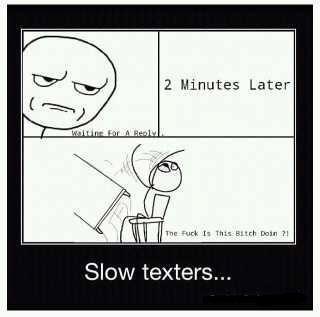 Waiting For A Reply..
2 Minutes Later
The Fuck Is This Bitch Doin ?!
Slow texters...